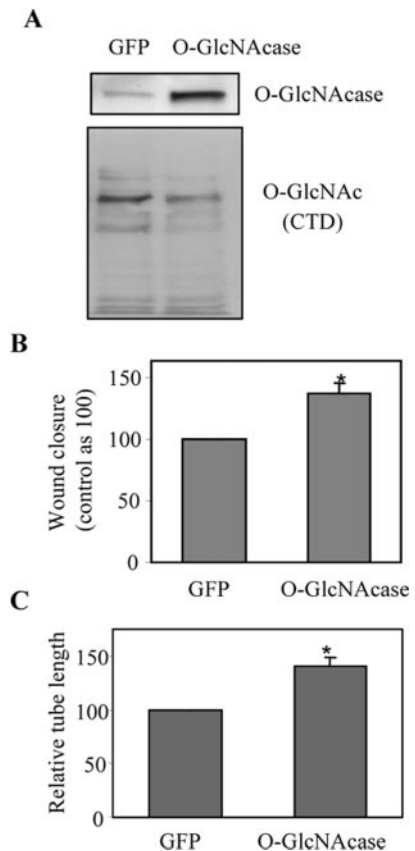 A
GFP O-GlcNAcase
O-GlcNAcase
O-GlcNAc
(CTD)
B
Wound closure
(control as 100)
150
100
50
0
*
GFP O-GlcNAcase
C
Relative tube length
150
100
50
0
*
GFP O-GlcNAcase